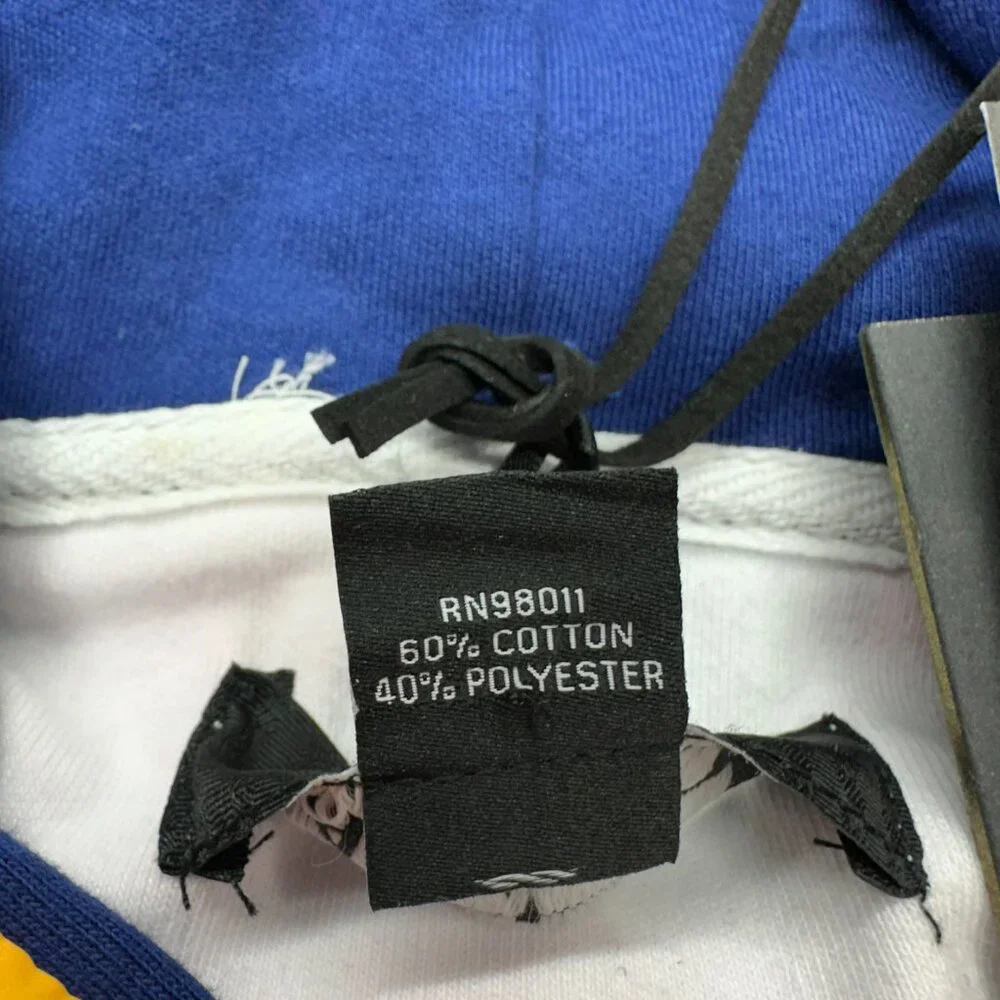 RN98011
60% COTTON
40% POLYESTER